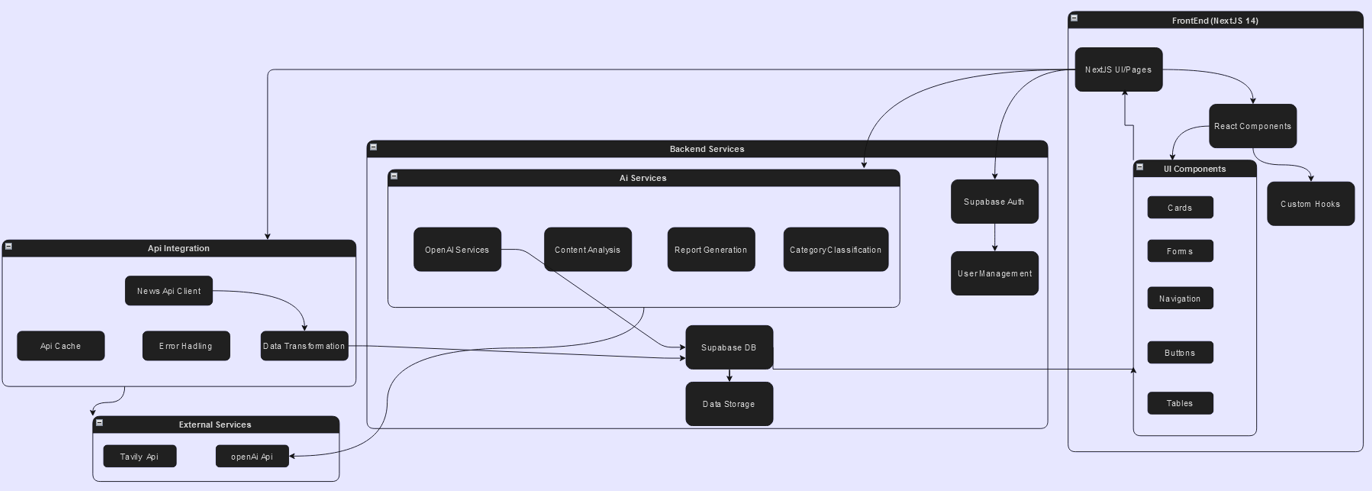 FrontEnd (NextJS 14)
NextJS UI/Pages
React Components
UI Components
Custom Hooks
Cards
Forms
Navigation
Buttons
Tables
Backend Services
Ai Services
OpenAI Services
Content Analysis
Report Generation
Category Classification
Supabase Auth
User Management
Supabase DB
Data Storage
Api Integration
News Api Client
Api Cache
Error Hadling
Data Transformation
External Services
Tavily Api
openAi Api